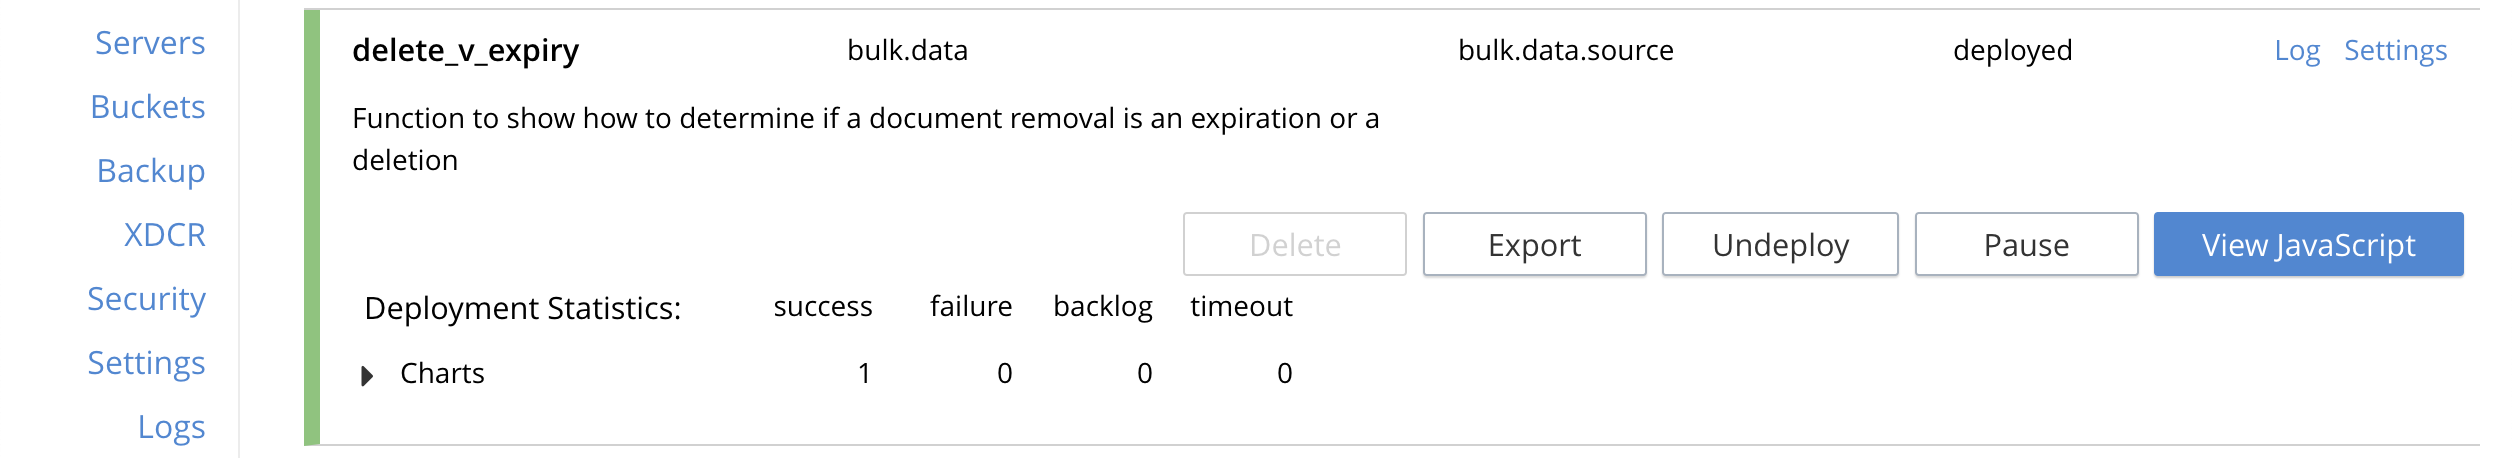 Servers
Buckets
Backup
XDCR
Security
Settings
Logs
delete_v_expiry bulk.data bulk.data.source deployed Log Settings
Function to show how to determine if a document removal is an expiration or a
deletion
Delete Export Undeploy Pause View JavaScript
Deployment Statistics: success failure backlog timeout
Charts 1 0 0 0